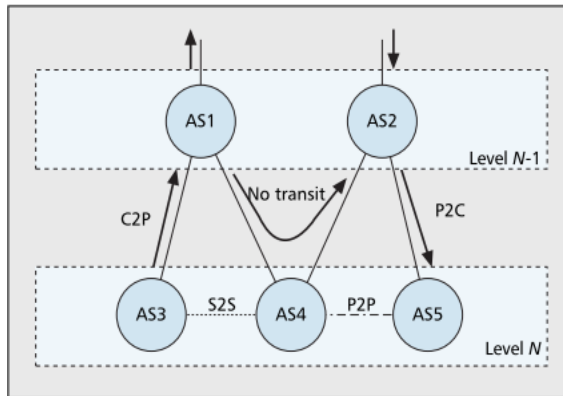 AS1
AS2
Level N-1
C2P
No transit
P2C
AS3
S2S
AS4
P2P
AS5
Level N